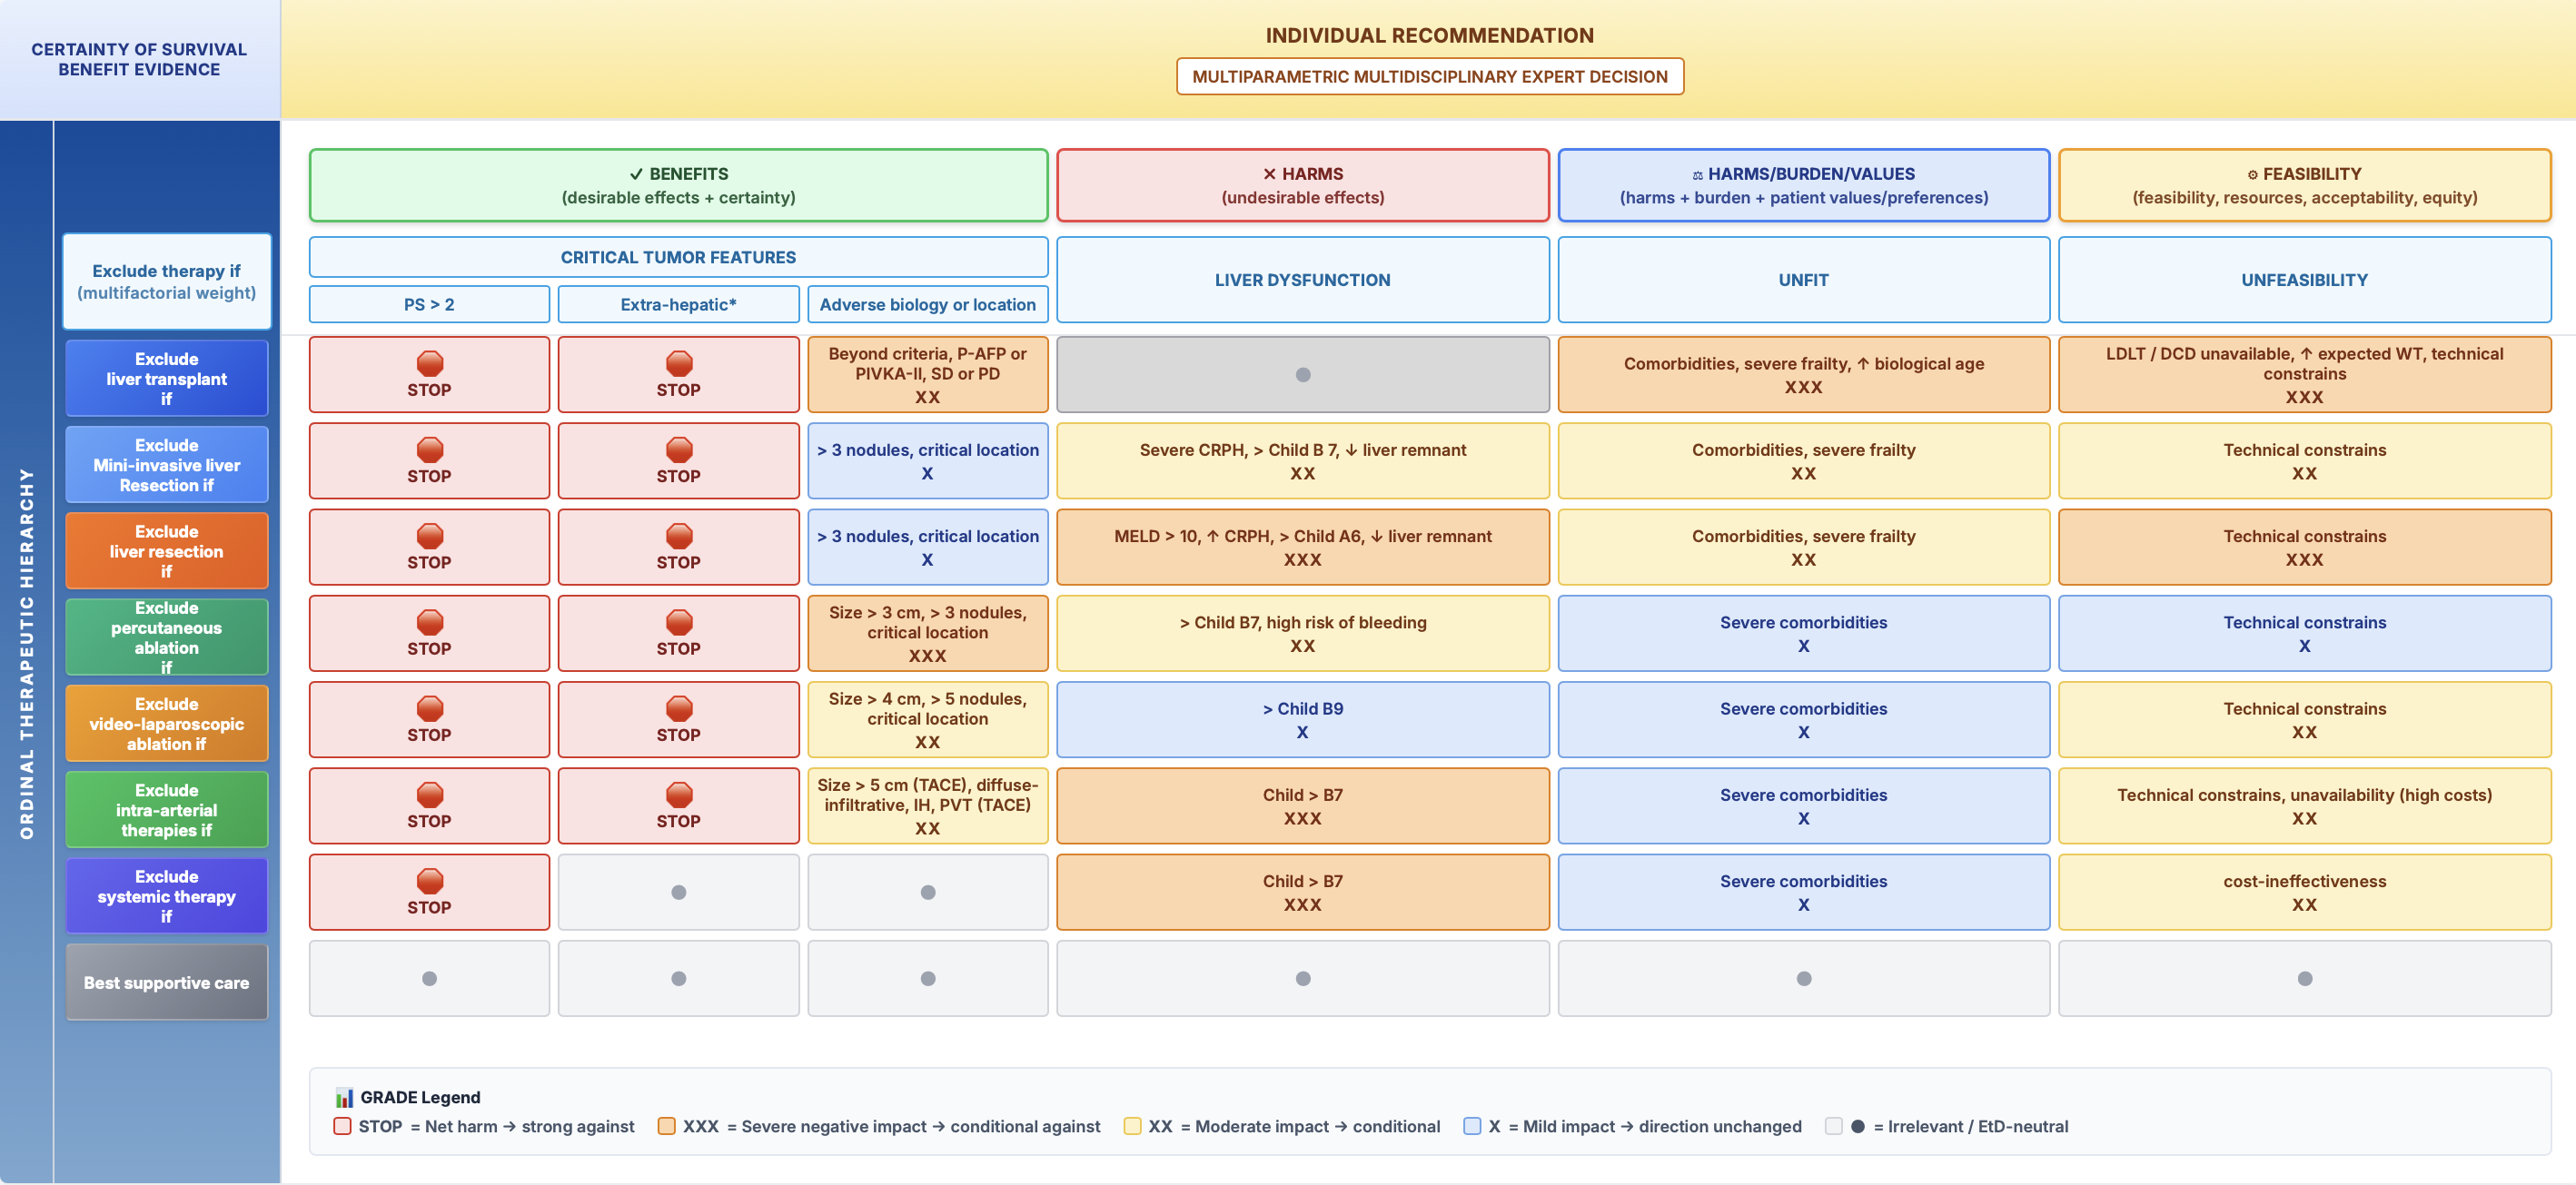 CERTAINTY OF SURVIVAL
BENEFIT EVIDENCE
INDIVIDUAL RECOMMENDATION
MULTIPARAMETRIC MULTIDISCIPLINARY EXPERT DECISION
ORDINAL THERAPEUTIC HIERARCHY
✓ BENEFITS
(desirable effects + certainty)
✕ HARMS
(undesirable effects)
⚖ HARMS/BURDEN/VALUES
(harms + burden + patient values/preferences)
⚙ FEASIBILITY
(feasibility, resources, acceptability, equity)
Exclude therapy if
(multifactorial weight)
CRITICAL TUMOR FEATURES
PS > 2
Extra-hepatic*
Adverse biology or location
LIVER DYSFUNCTION
UNFIT
UNFEASIBILITY
Exclude
liver transplant
if
STOP
STOP
Beyond criteria, P-AFP or
PIVKA-II, SD or PD
XX
Comorbidities, severe frailty, ↑ biological age
XXX
LDLT / DCD unavailable, ↑ expected WT, technical
constrains
XXX
Exclude
Mini-invasive liver
Resection if
STOP
STOP
> 3 nodules, critical location
X
Severe CRPH, > Child B 7, ↓ liver remnant
XX
Comorbidities, severe frailty
XX
Technical constrains
XX
Exclude
liver resection
if
STOP
STOP
> 3 nodules, critical location
X
MELD > 10, ↑ CRPH, > Child A6, ↓ liver remnant
XXX
Comorbidities, severe frailty
XX
Technical constrains
XXX
Exclude
percutaneous
ablation
if
STOP
STOP
Size > 3 cm, > 3 nodules,
critical location
XXX
> Child B7, high risk of bleeding
XX
Severe comorbidities
X
Technical constrains
X
Exclude
video-laparoscopic
ablation if
STOP
STOP
Size > 4 cm, > 5 nodules,
critical location
XX
> Child B9
X
Severe comorbidities
X
Technical constrains
XX
Exclude
intra-arterial
therapies if
STOP
STOP
Size > 5 cm (TACE), diffuse-
infiltrative, IH, PVT (TACE)
XX
Child > B7
XXX
Severe comorbidities
X
Technical constrains, unavailability (high costs)
XX
Exclude
systemic therapy
if
STOP
Child > B7
XXX
Severe comorbidities
X
cost-ineffectiveness
XX
Best supportive care
GRADE Legend
STOP = Net harm → strong against XXX = Severe negative impact → conditional against XX = Moderate impact → conditional X = Mild impact → direction unchanged ● = Irrelevant / EtD-neutral